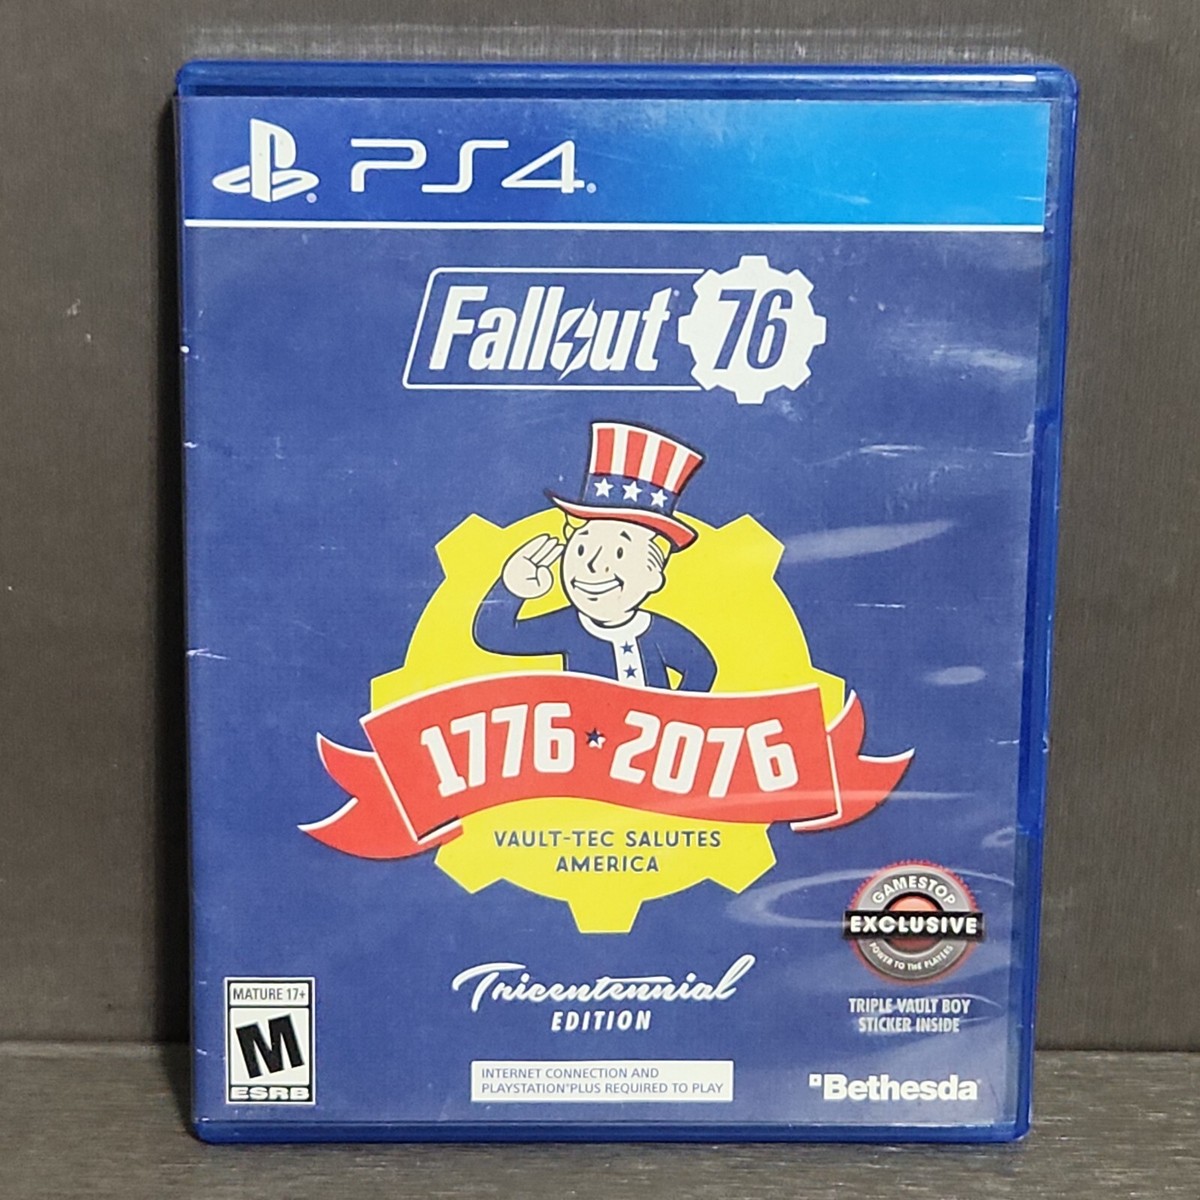 PS4
Fallout 76
1776 2076
VAULT-TEC SALUTES
AMERICA
GAMESTOP
EXCLUSIVE
POWER TO THE PLAYERS
TRIPLE VAULT BOY
STICKER INSIDE
Tricentennial
EDITION
MATURE 17+
M
ESRB
INTERNET CONNECTION AND
PLAYSTATION®PLUS REQUIRED TO PLAY
Bethesda